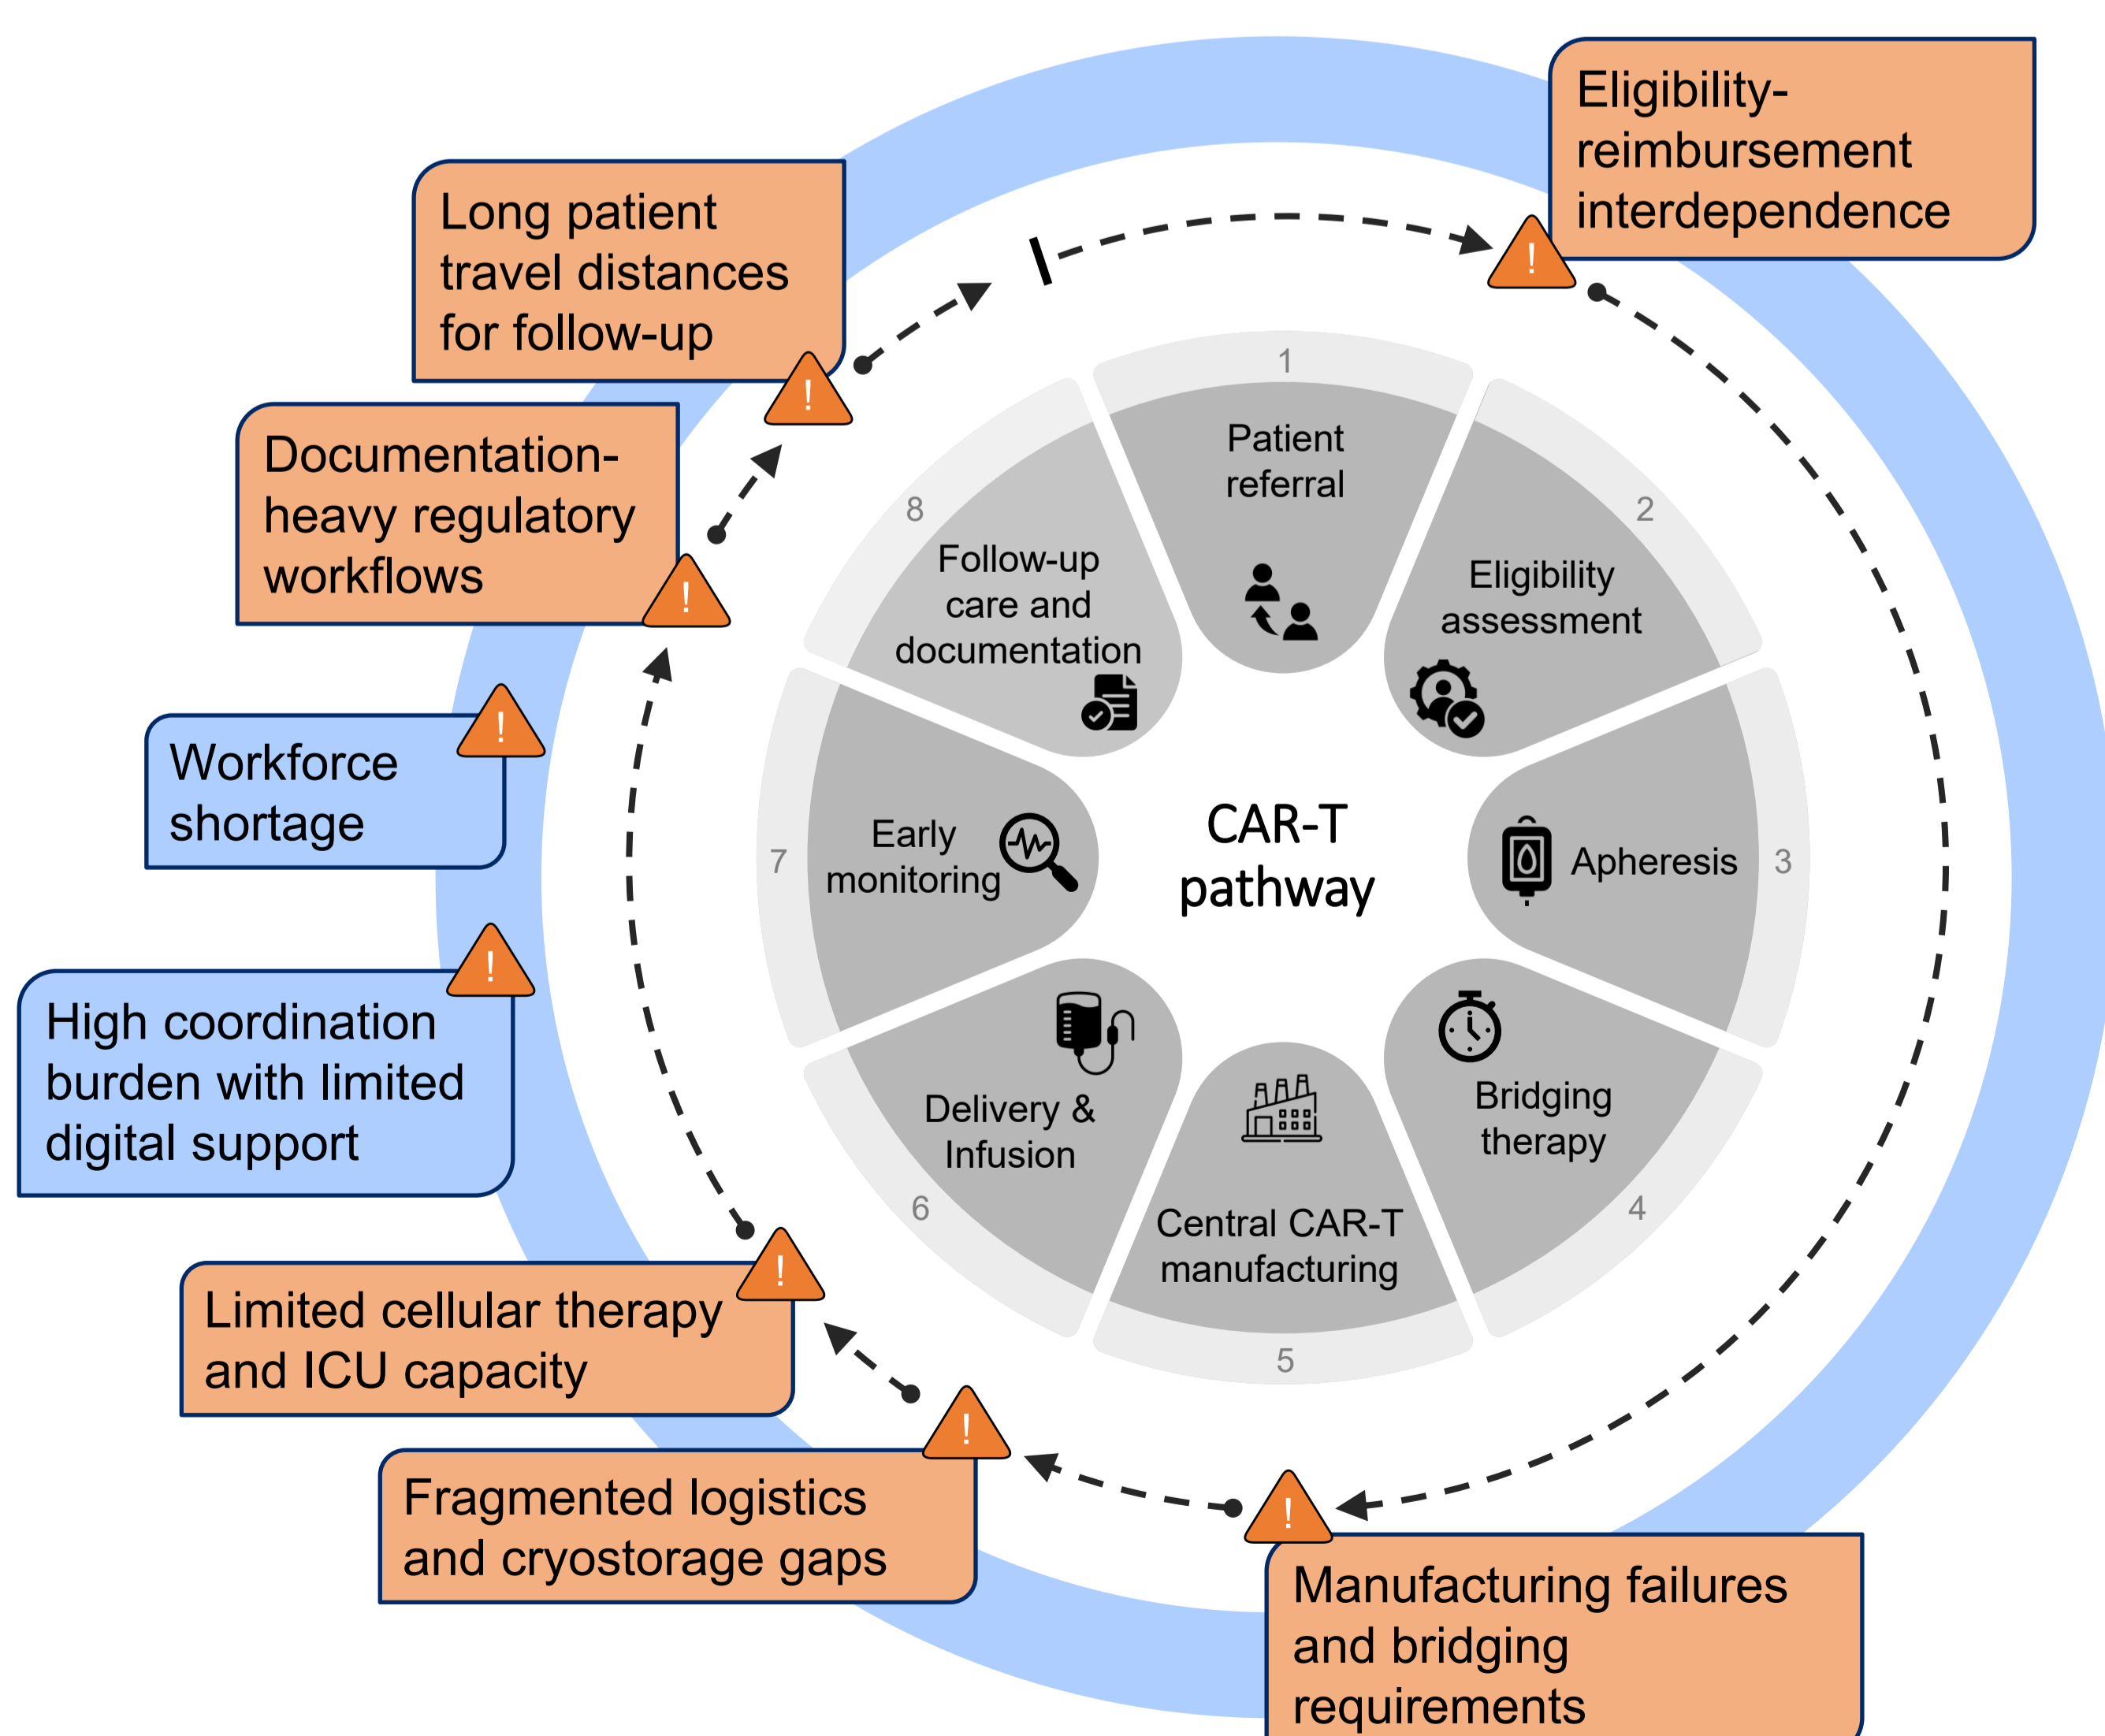 Eligibility-
reimbursement
interdependence
Long patient
travel distances
for follow-up
Documentation-
heavy regulatory
workflows
Workforce
shortage
High coordination
burden with limited
digital support
Limited cellular therapy
and ICU capacity
Fragmented logistics
and cryostorage gaps
Manufacturing failures
and bridging
requirements
CAR-T
pathway
1
Patient
referral
2
Eligibility
assessment
3
Apheresis
4
Bridging
therapy
5
Central CAR-T
manufacturing
6
Delivery &
Infusion
7
Early
monitoring
8
Follow-up
care and
documentation
!
!
!
!
!
!
!
!